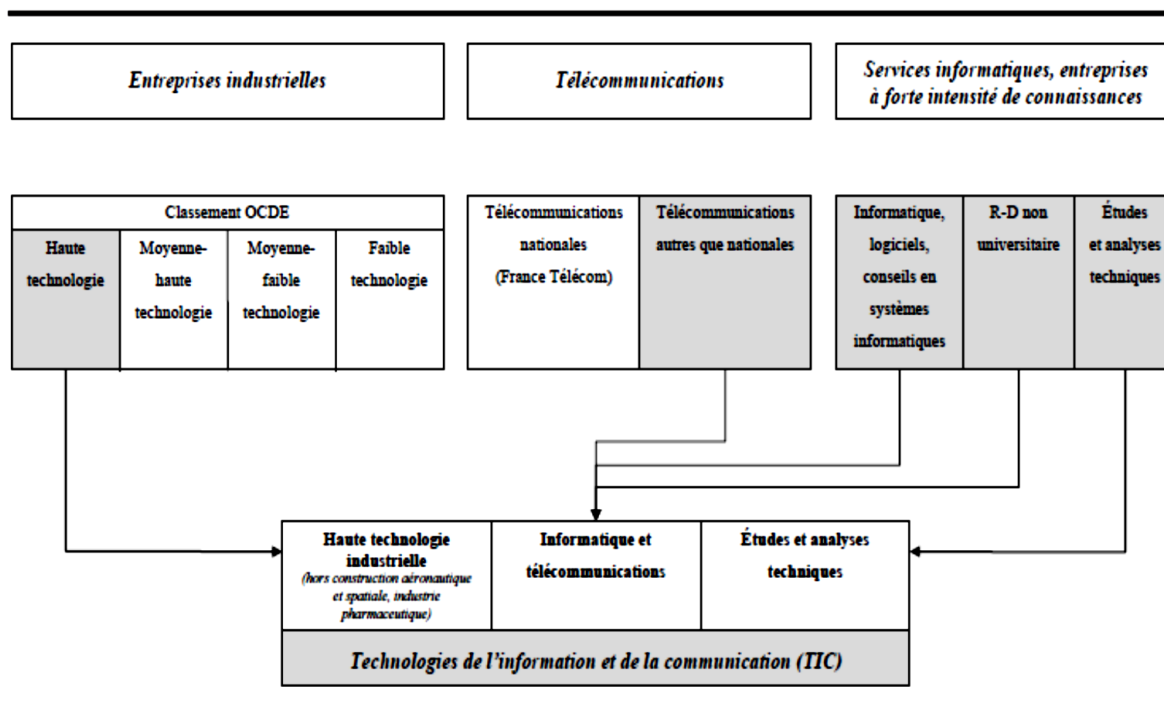 Entreprises industrielles
Télécommunications
Services informatiques, entreprises
à forte intensité de connaissances
Classement OCDE
Haute
technologie
Moyenne-
haute
technologie
Moyenne-
faible
technologie
Faible
technologie
Télécommunications
nationales
(France Télécom)
Télécommunications
autres que nationales
Informatique,
logiciels,
conseils en
systèmes
informatiques
R-D non
universitaire
Études
et analyses
techniques
Haute technologie
industrielle
(hors construction aéronautique
et spatiale, industrie
pharmaceutique)
Informatique et
télécommunications
Études et analyses
techniques
Technologies de l'information et de la communication (TIC)